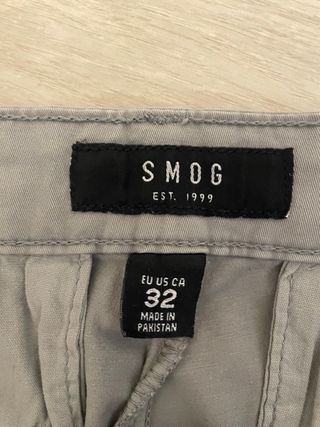 SMOG
EST. 1999
EU US CA
32
MADE IN
PAKISTAN